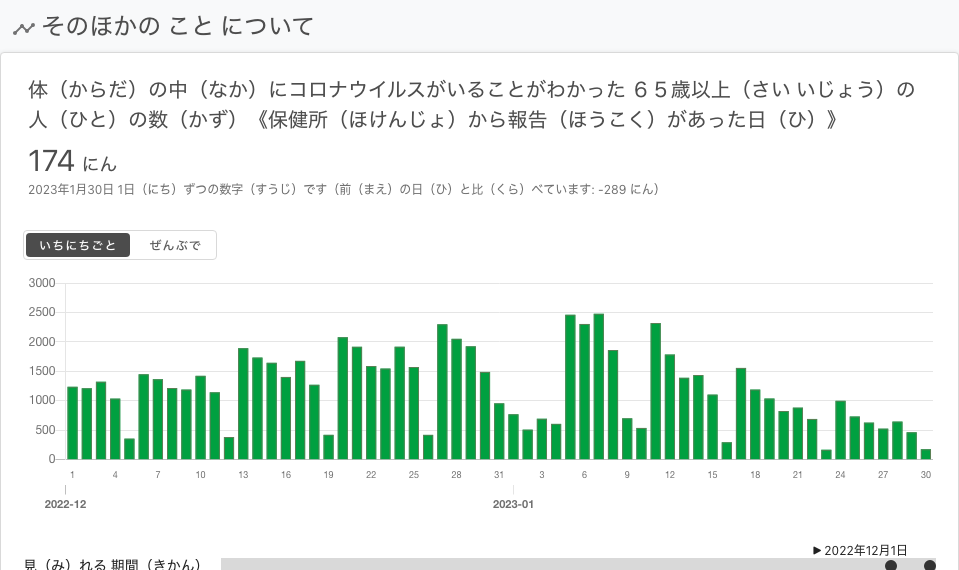 そのほかの こと について
体（からだ）の中（なか）にコロナウイルスがいることがわかった ６５歳以上（さい いじょう）の
人（ひと）の数（かず）《保健所（ほけんじょ）から報告（ほうこく）があった日（ひ）》
174 にん
2023年1月30日 1日（にち）ずつの数字（すうじ）です（前（まえ）の日（ひ）と比（くら）べています: -289 にん）
いちにちごと ぜんぶで
3000
2500
2000
1500
1000
500
0
1 4 7 10 13 16 19 22 25 28 31 3 6 9 12 15 18 21 24 27 30
2022-12 2023-01
▶ 2022年12月1日
見（み）れる 期間（きかん）